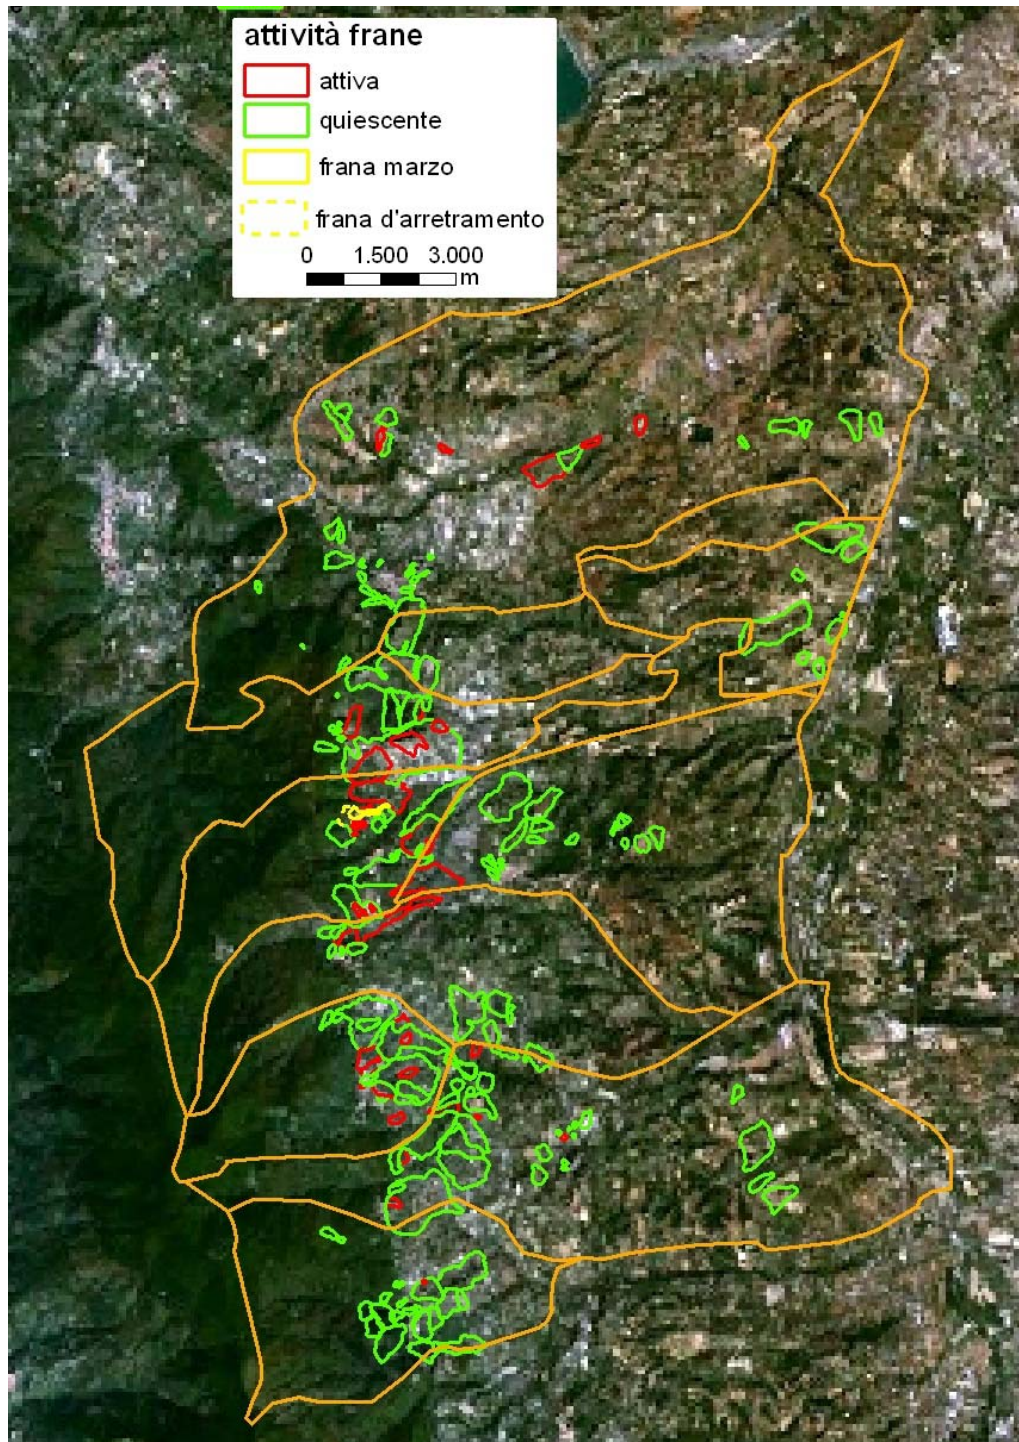 attività frane
attiva
quiescente
frana marzo
frana d'arretramento
0 1.500 3.000
m